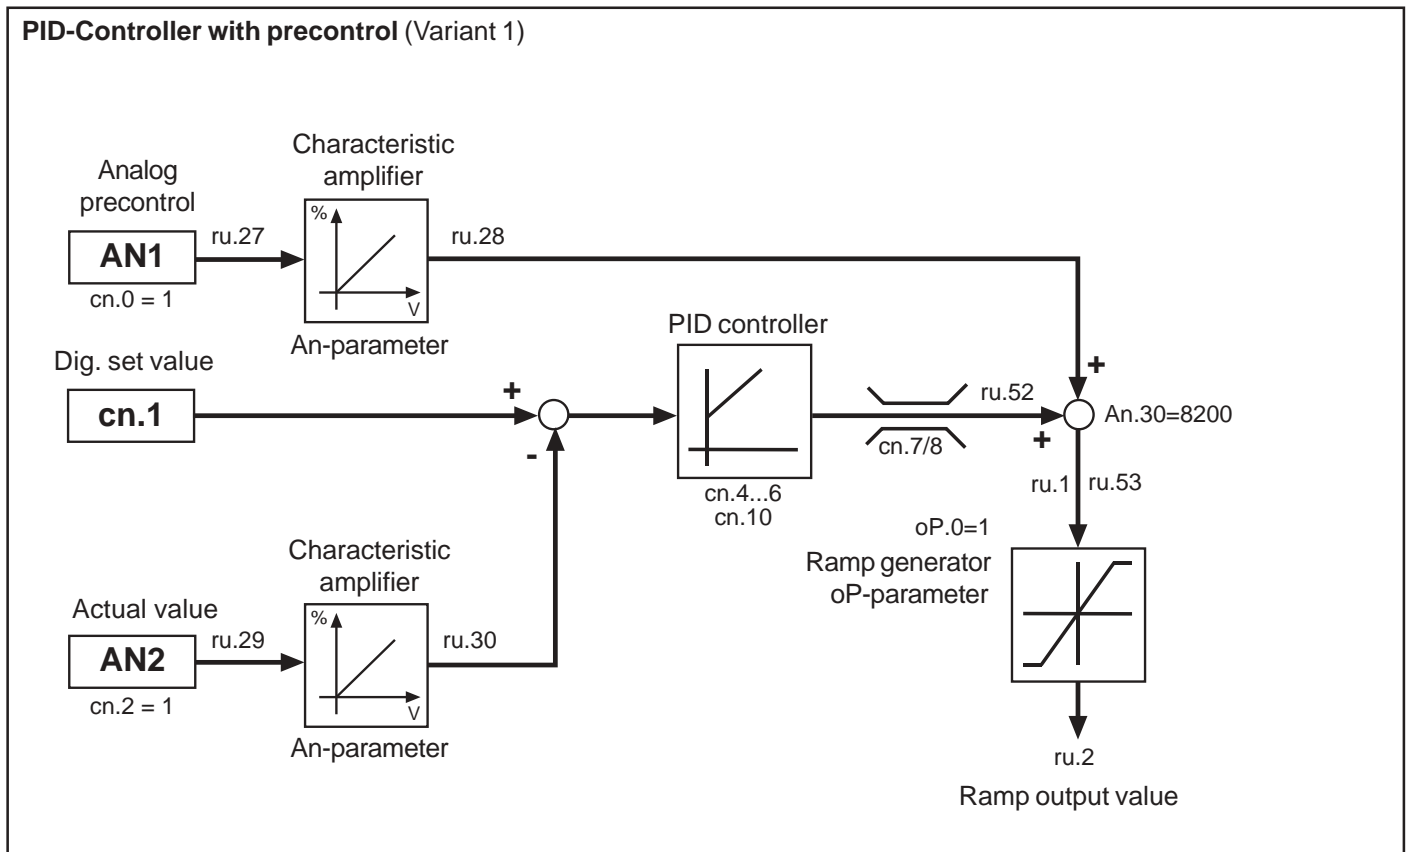 PID-Controller with precontrol (Variant 1)
Analog
precontrol
AN1
cn.0 = 1
ru.27
Characteristic
amplifier
%
V
An-parameter
ru.28
Dig. set value
cn.1
+
-
PID controller
cn.4...6
cn.10
cn.7/8
ru.52
+
+
An.30=8200
ru.1
ru.53
Actual value
AN2
cn.2 = 1
ru.29
Characteristic
amplifier
%
V
An-parameter
ru.30
oP.0=1
Ramp generator
oP-parameter
ru.2
Ramp output value